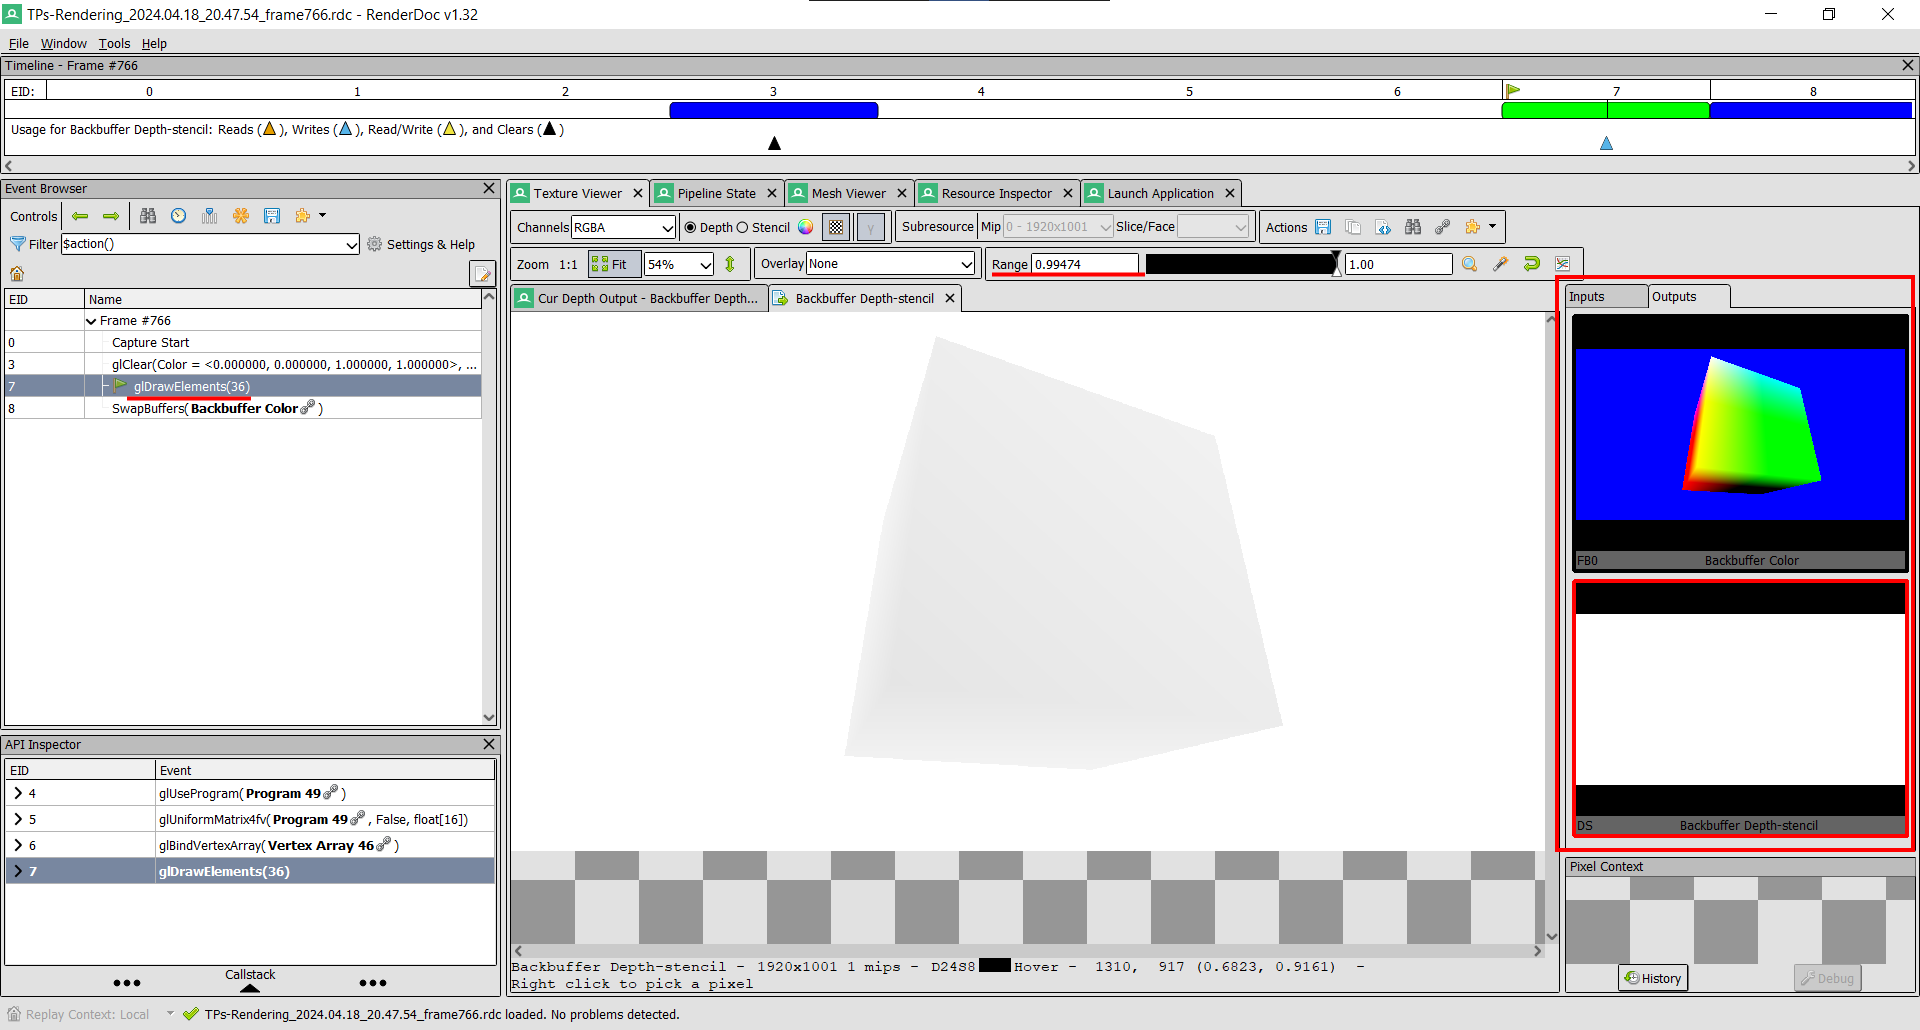 TPs-Rendering_2024.04.18_20.47.54_frame766.rdc - RenderDoc v1.32
File Window Tools Help
Timeline - Frame #766
EID: 0 1 2 3 4 5 6 7 8
Usage for Backbuffer Depth-stencil: Reads ( ), Writes ( ), Read/Write ( ), and Clears ( )
Event Browser
Controls
Filter $action() Settings & Help
EID Name
Frame #766
0 Capture Start
3 glClear(Color = <0.000000, 0.000000, 1.000000, 1.000000>, ...
7 glDrawElements(36)
8 SwapBuffers( Backbuffer Color )
API Inspector
EID Event
4 glUseProgram( Program 49 )
5 glUniformMatrix4fv( Program 49 , False, float[16])
6 glBindVertexArray( Vertex Array 46 )
7 glDrawElements(36)
Callstack
Texture Viewer Pipeline State Mesh Viewer Resource Inspector Launch Application
Channels RGBA Depth Stencil γ Subresource Mip 0 - 1920x1001 Slice/Face Actions
Zoom 1:1 Fit 54% Overlay None Range 0.99474 1.00
Cur Depth Output - Backbuffer Depth... Backbuffer Depth-stencil
Inputs Outputs
FB0 Backbuffer Color
DS Backbuffer Depth-stencil
Pixel Context
History Debug
Backbuffer Depth-stencil - 1920x1001 1 mips - D24S8 Hover - 1310, 917 (0.6823, 0.9161) -
Right click to pick a pixel
Replay Context: Local TPs-Rendering_2024.04.18_20.47.54_frame766.rdc loaded. No problems detected.